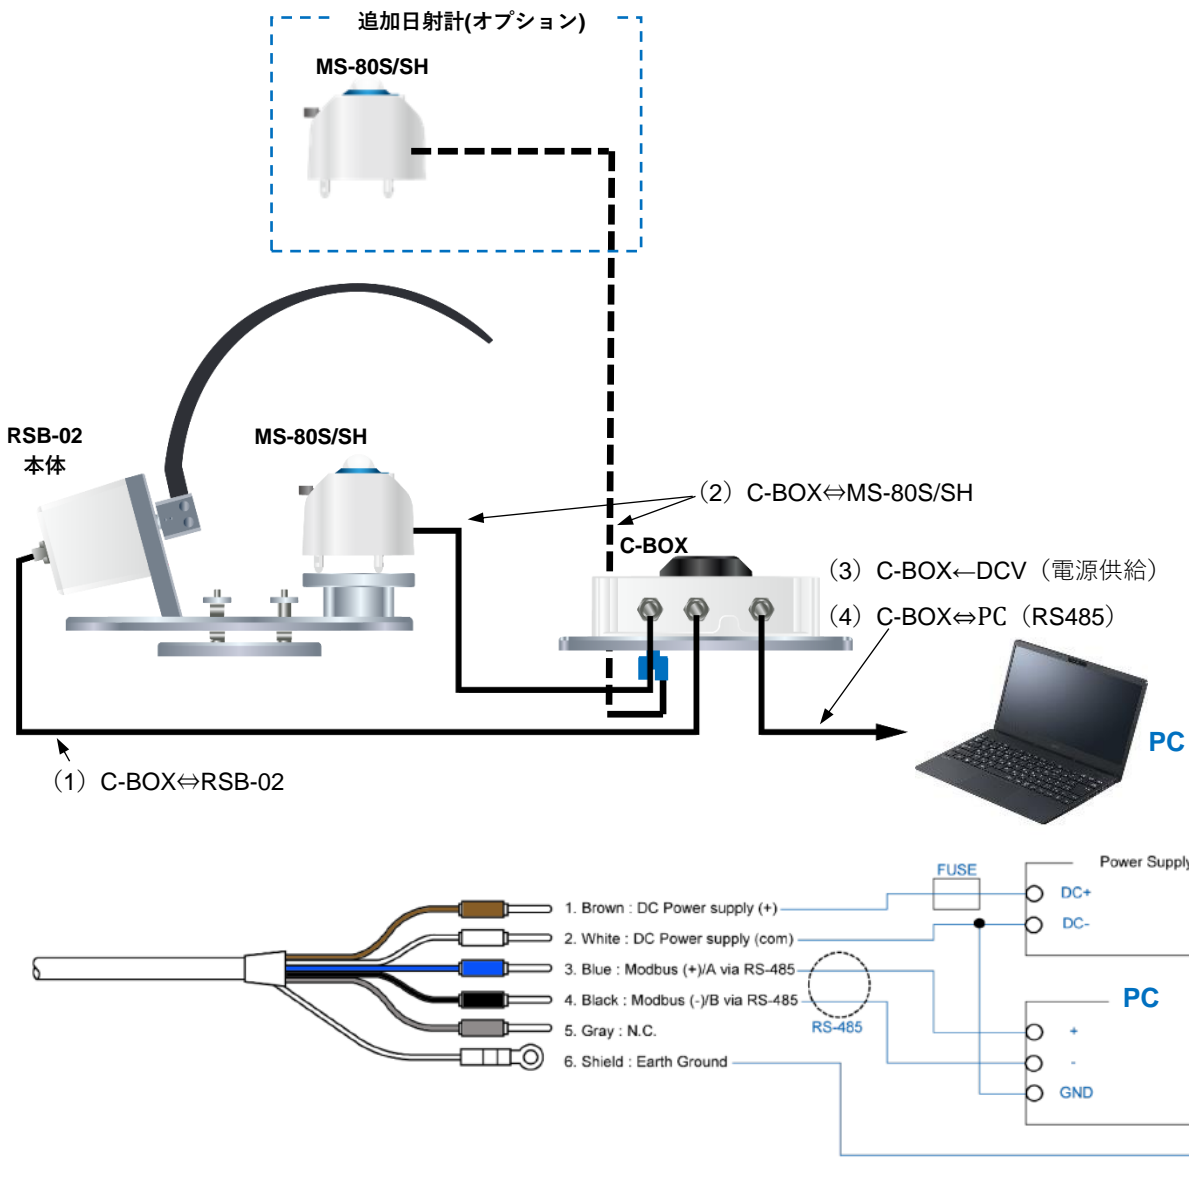 追加日射計(オプション)
MS-80S/SH
RSB-02
本体
MS-80S/SH
（2）C-BOX⇔MS-80S/SH
C-BOX
（3）C-BOX←DCV（電源供給）
（4）C-BOX⇔PC（RS485）
PC
（1）C-BOX⇔RSB-02
Power Supply
FUSE
DC+
1. Brown : DC Power supply (+)
DC-
2. White : DC Power supply (com)
3. Blue : Modbus (+)/A via RS-485
PC
4. Black : Modbus (-)/B via RS-485
RS-485
+
5. Gray : N.C.
-
6. Shield : Earth Ground
GND